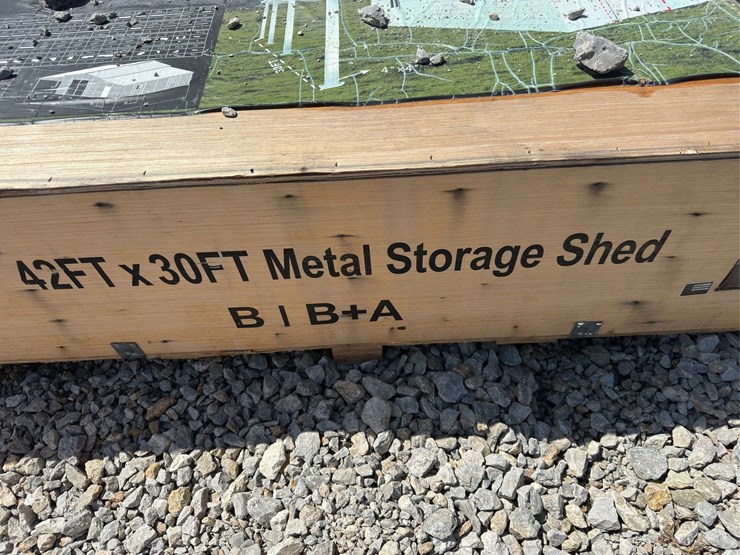 42FT x 30FT Metal Storage Shed
B | B+A